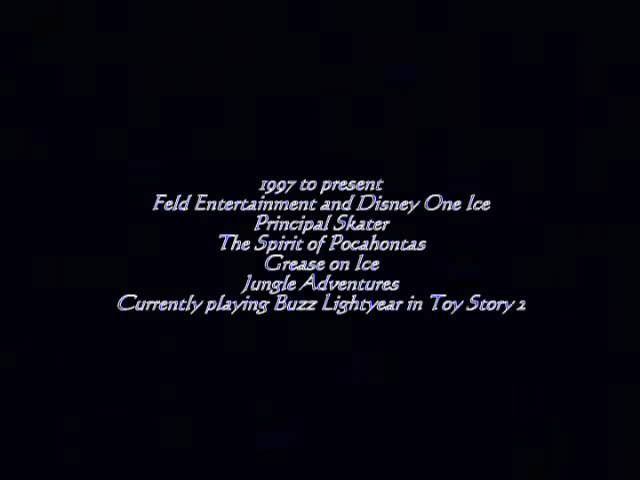 1997 to present
Feld Entertainment and Disney One Ice
Principal Skater
The Spirit of Pocahontas
Grease on Ice
Jungle Adventures
Currently playing Buzz Lightyear in Toy Story 2